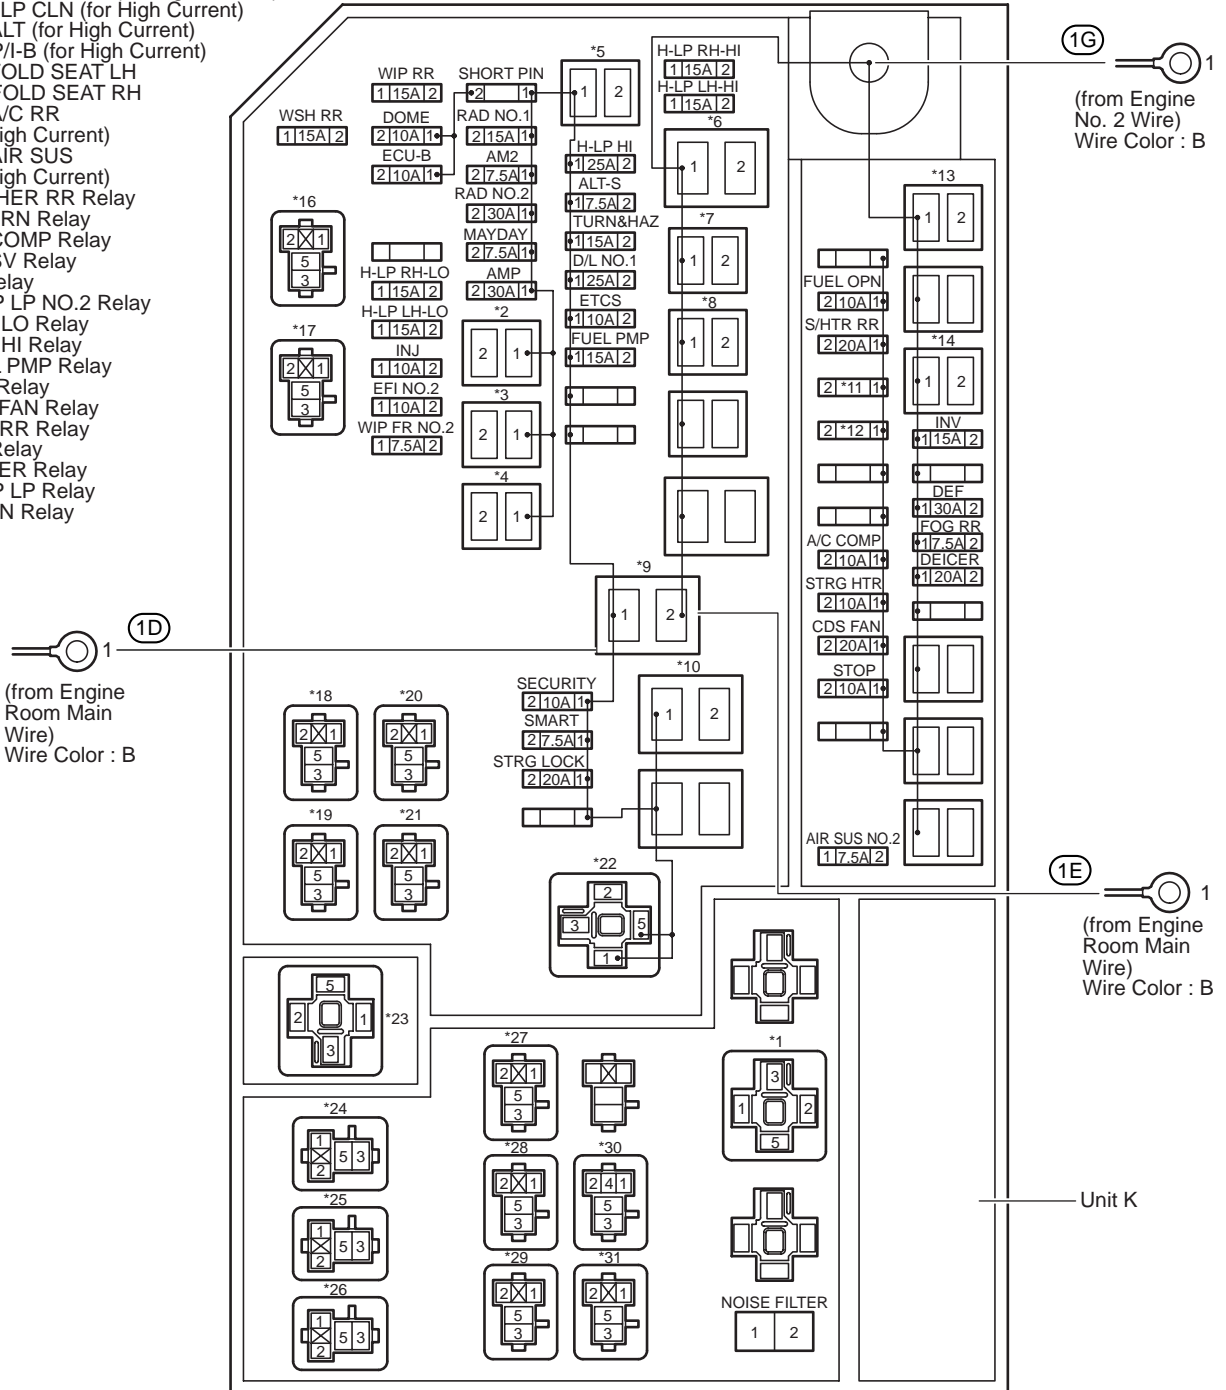 LP CLN (for High Current)
ALT (for High Current)
P/I-B (for High Current)
FOLD SEAT LH
FOLD SEAT RH
A/C RR
igh Current)
AIR SUS
igh Current)
HER RR Relay
RN Relay
COMP Relay
SV Relay
elay
P LP NO.2 Relay
LO Relay
HI Relay
PMP Relay
Relay
FAN Relay
RR Relay
Relay
ER Relay
P LP Relay
N Relay
1D
1
(from Engine
Room Main
Wire)
Wire Color : B
WIP RR
1 15A 2
WSH RR
1 15A 2
DOME
2 10A 1
ECU-B
2 10A 1
SHORT PIN
2 1
RAD NO.1
2 15A 1
AM2
2 7.5A 1
RAD NO.2
2 30A 1
MAYDAY
2 7.5A 1
AMP
2 30A 1
H-LP RH-LO
1 15A 2
H-LP LH-LO
1 15A 2
INJ
1 10A 2
EFI NO.2
1 10A 2
WIP FR NO.2
1 7.5A 2
*16
2 1
5
3
*17
2 1
5
3
*2
2 1
*3
2 1
*4
2 1
*5
1 2
H-LP HI
1 25A 2
ALT-S
1 7.5A 2
TURN&HAZ
1 15A 2
D/L NO.1
1 25A 2
ETCS
1 10A 2
FUEL PMP
1 15A 2
H-LP RH-HI
1 15A 2
H-LP LH-HI
1 15A 2
*6
1 2
*7
1 2
*8
1 2
*9
1 2
*10
1 2
SECURITY
2 10A 1
SMART
2 7.5A 1
STRG LOCK
2 20A 1
FUEL OPN
2 10A 1
S/HTR RR
2 20A 1
2 *11 1
2 *12 1
A/C COMP
2 10A 1
STRG HTR
2 10A 1
CDS FAN
2 20A 1
STOP
2 10A 1
AIR SUS NO.2
1 7.5A 2
*13
1 2
*14
1 2
INV
1 15A 2
DEF
1 30A 2
FOG RR
1 7.5A 2
DEICER
1 20A 2
1G
1
(from Engine
No. 2 Wire)
Wire Color : B
1E
1
(from Engine
Room Main
Wire)
Wire Color : B
*18
2 1
5
3
*20
2 1
5
3
*19
2 1
5
3
*21
2 1
5
3
*22
2
3 5
1
*23
5
2 1
3
*24
1
5 3
2
*25
1
5 3
2
*26
1
5 3
2
*27
2 1
5
3
*28
2 1
5
3
*30
2 4 1
5
3
*29
2 1
5
3
*31
2 1
5
3
*1
3
1 2
5
NOISE FILTER
1 2
Unit K